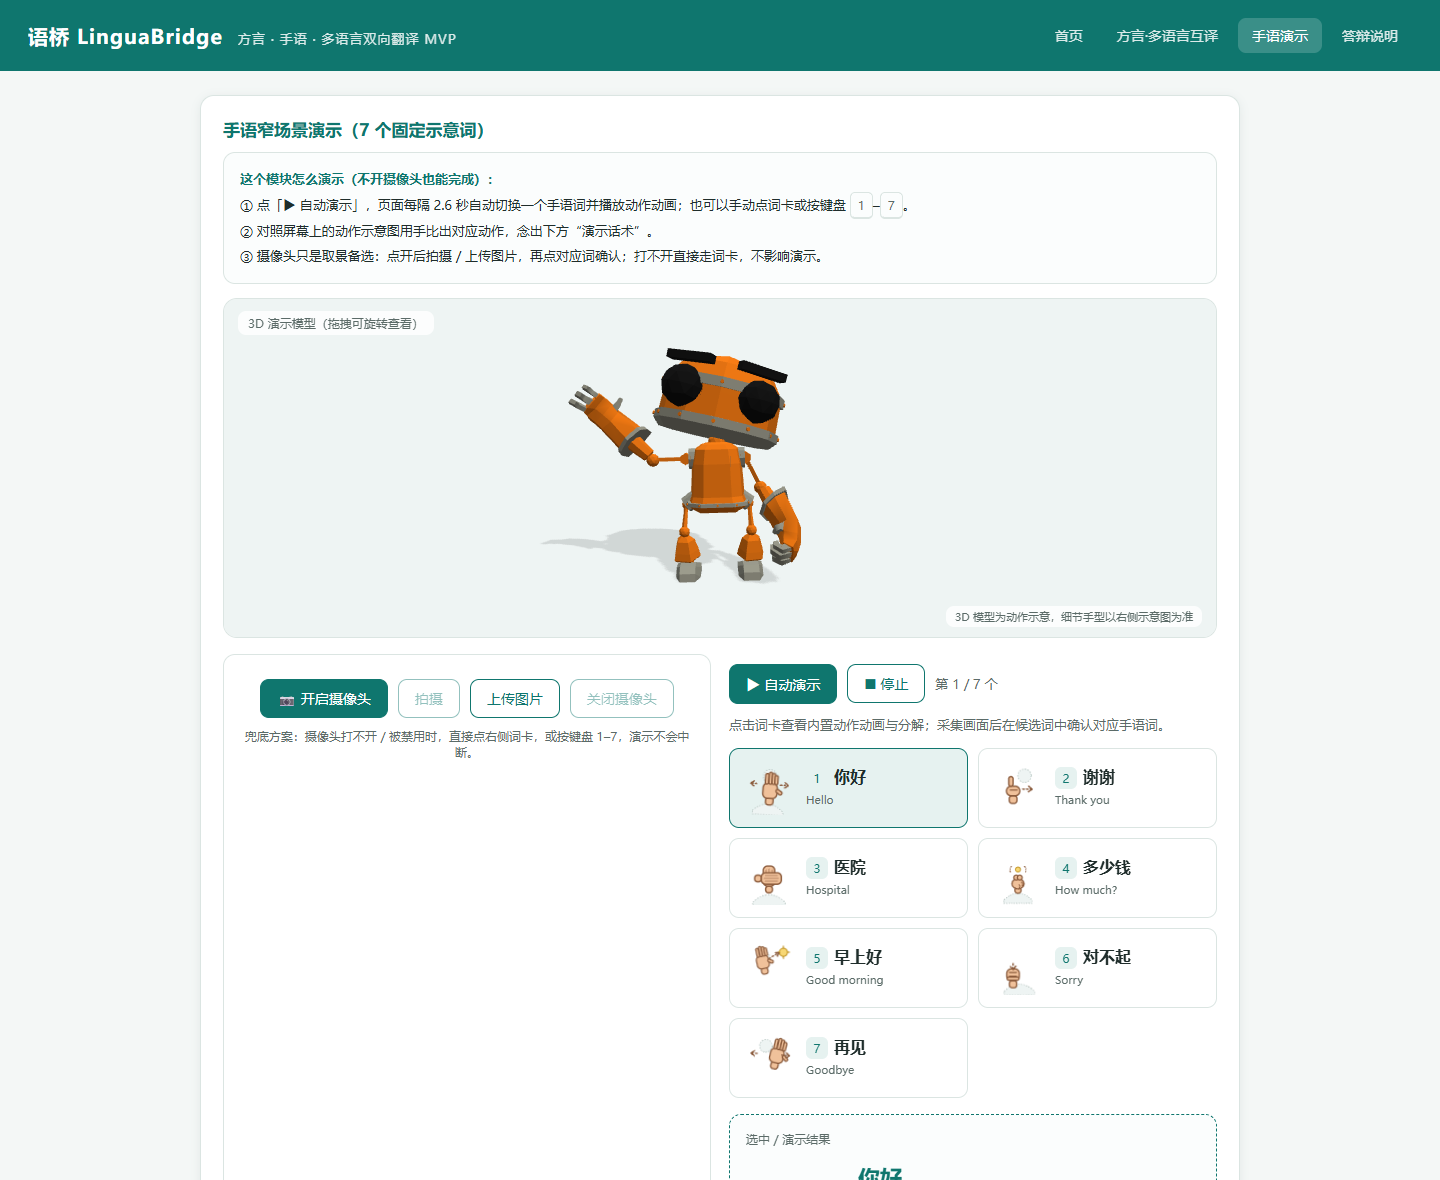 语桥 LinguaBridge 方言 · 手语 · 多语言双向翻译 MVP 首页 方言·多语言互译 手语演示 答辩说明
手语窄场景演示（7 个固定示意词）
这个模块怎么演示（不开摄像头也能完成）：
① 点「▶ 自动演示」，页面每隔 2.6 秒自动切换一个手语词并播放动作动画；也可以手动点词卡或按键盘 1–7。
② 对照屏幕上的动作示意图用手比出对应动作，念出下方“演示话术”。
③ 摄像头只是取景备选：点开后拍摄 / 上传图片，再点对应词确认；打不开直接走词卡，不影响演示。
3D 演示模型（拖拽可旋转查看）
3D 模型为动作示意，细节手型以右侧示意图为准
📷 开启摄像头 拍摄 上传图片 关闭摄像头
兜底方案：摄像头打不开 / 被禁用时，直接点右侧词卡，或按键盘 1–7，演示不会中
断。
▶ 自动演示 ■ 停止 第 1 / 7 个
点击词卡查看内置动作动画与分解；采集画面后在候选词中确认对应手语词。
1 你好
Hello
2 谢谢
Thank you
3 医院
Hospital
4 多少钱
How much?
5 早上好
Good morning
6 对不起
Sorry
7 再见
Goodbye
选中 / 演示结果
你好